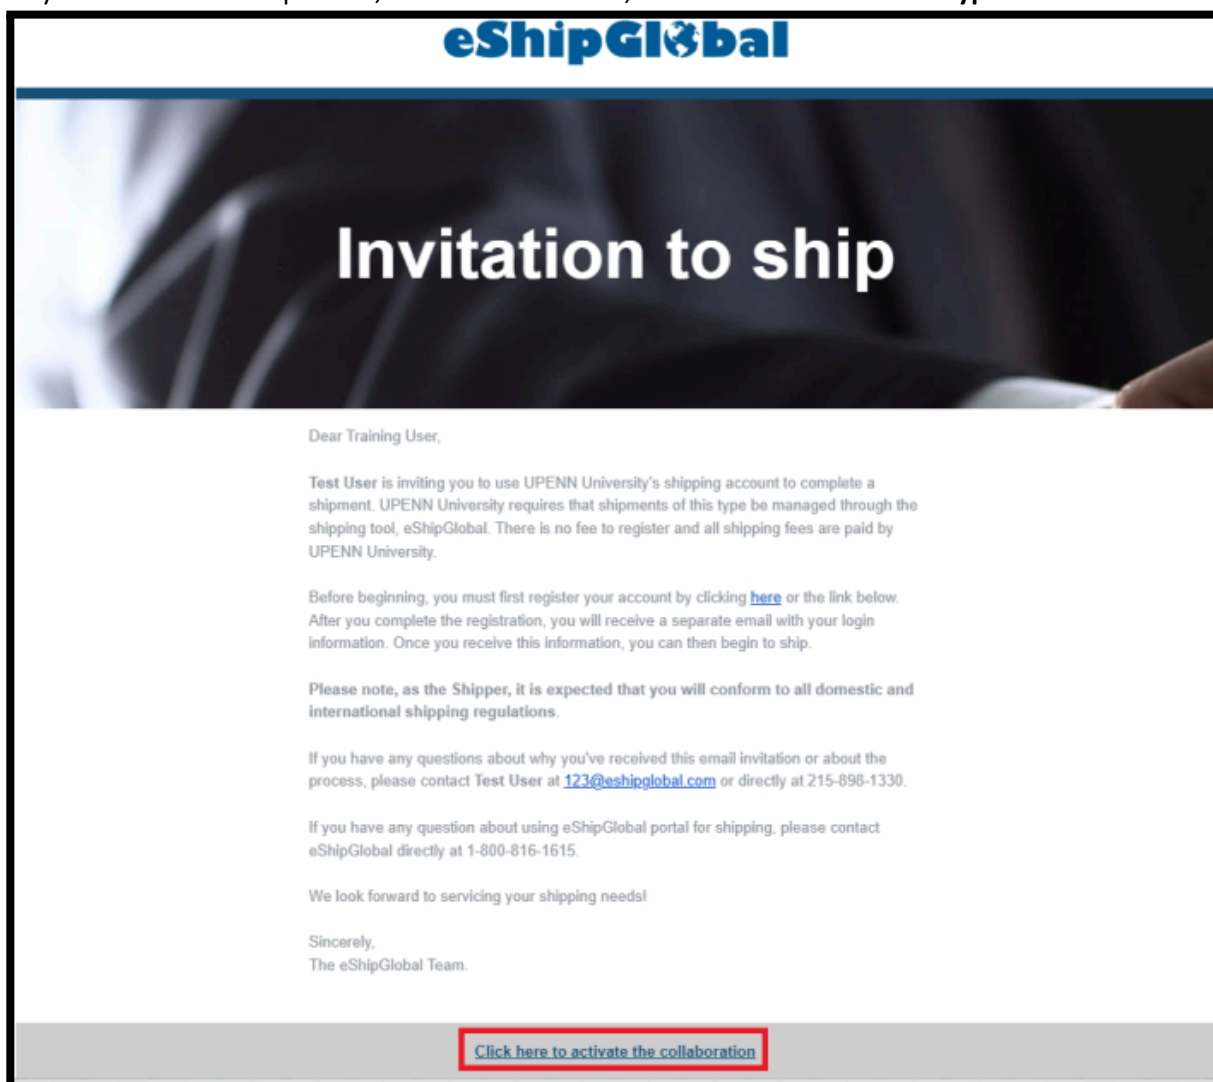 eShipGlobal
Invitation to ship
Dear Training User,
Test User is inviting you to use UPENN University's shipping account to complete a
shipment. UPENN University requires that shipments of this type be managed through the
shipping tool, eShipGlobal. There is no fee to register and all shipping fees are paid by
UPENN University.
Before beginning, you must first register your account by clicking here or the link below.
After you complete the registration, you will receive a separate email with your login
information. Once you receive this information, you can then begin to ship.
Please note, as the Shipper, it is expected that you will conform to all domestic and
international shipping regulations.
If you have any questions about why you've received this email invitation or about the
process, please contact Test User at 123@eshipglobal.com or directly at 215-898-1330.
If you have any question about using eShipGlobal portal for shipping, please contact
eShipGlobal directly at 1-800-816-1615.
We look forward to servicing your shipping needs!
Sincerely,
The eShipGlobal Team.
Click here to activate the collaboration